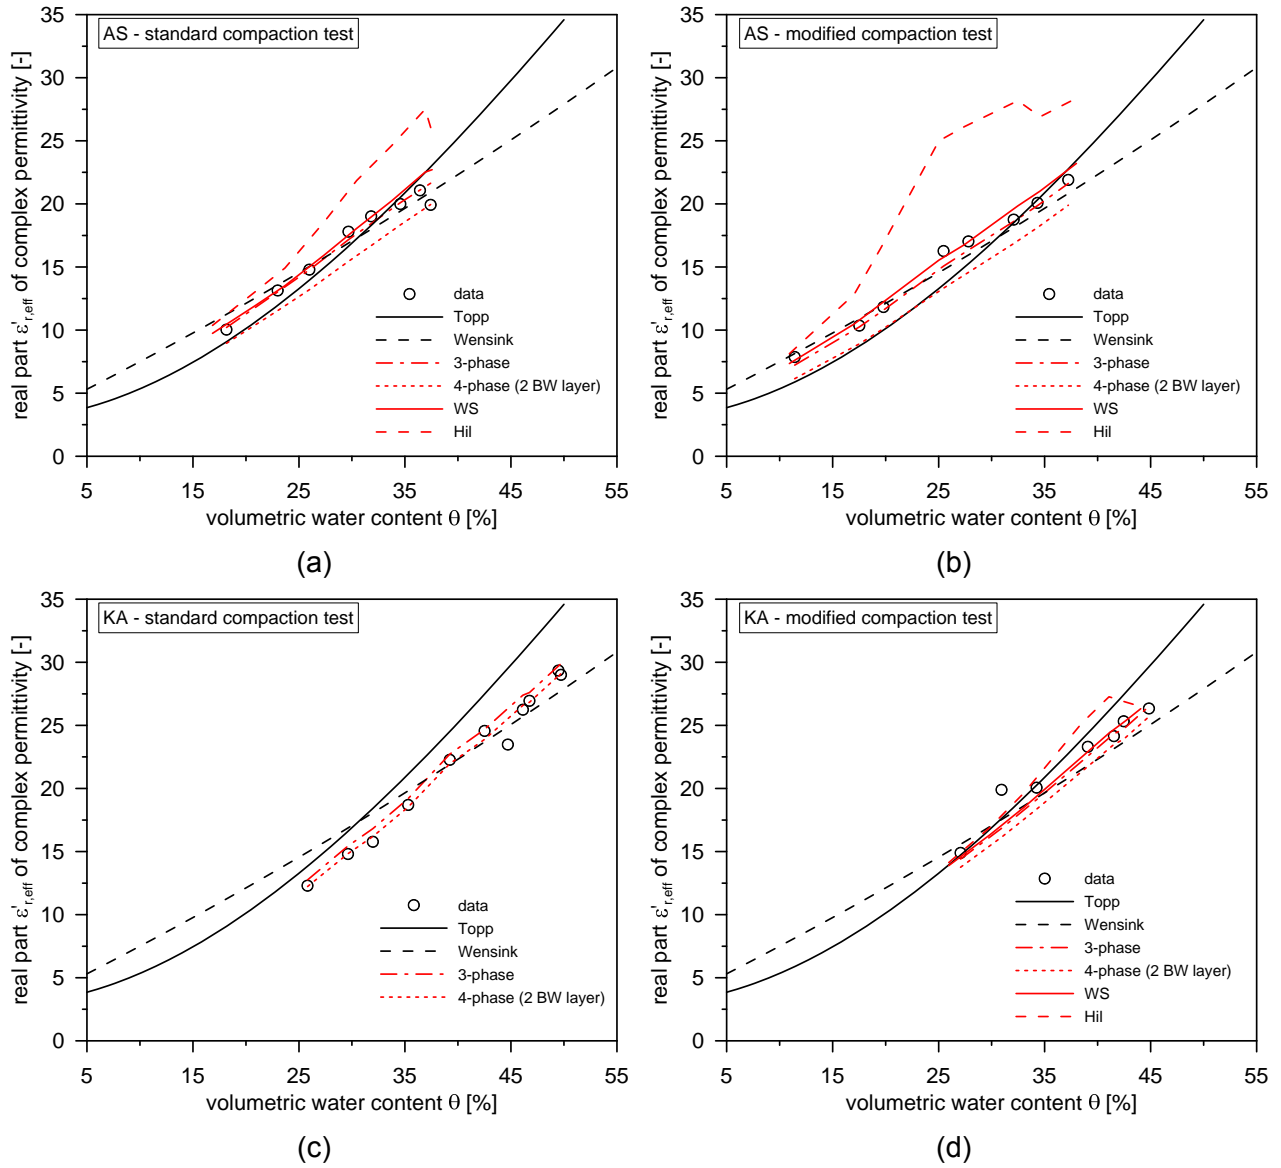 AS - standard compaction test
real part ε'r,eff of complex permittivity [-]
35
30
25
20
15
10
5
0
data
Topp
Wensink
3-phase
4-phase (2 BW layer)
WS
Hil
5 15 25 35 45 55
volumetric water content θ [%]
(a)
AS - modified compaction test
real part ε'r,eff of complex permittivity [-]
35
30
25
20
15
10
5
0
data
Topp
Wensink
3-phase
4-phase (2 BW layer)
WS
Hil
5 15 25 35 45 55
volumetric water content θ [%]
(b)
KA - standard compaction test
real part ε'r,eff of complex permittivity [-]
35
30
25
20
15
10
5
0
data
Topp
Wensink
3-phase
4-phase (2 BW layer)
5 15 25 35 45 55
volumetric water content θ [%]
(c)
KA - modified compaction test
real part ε'r,eff of complex permittivity [-]
35
30
25
20
15
10
5
0
data
Topp
Wensink
3-phase
4-phase (2 BW layer)
WS
Hil
5 15 25 35 45 55
volumetric water content θ [%]
(d)